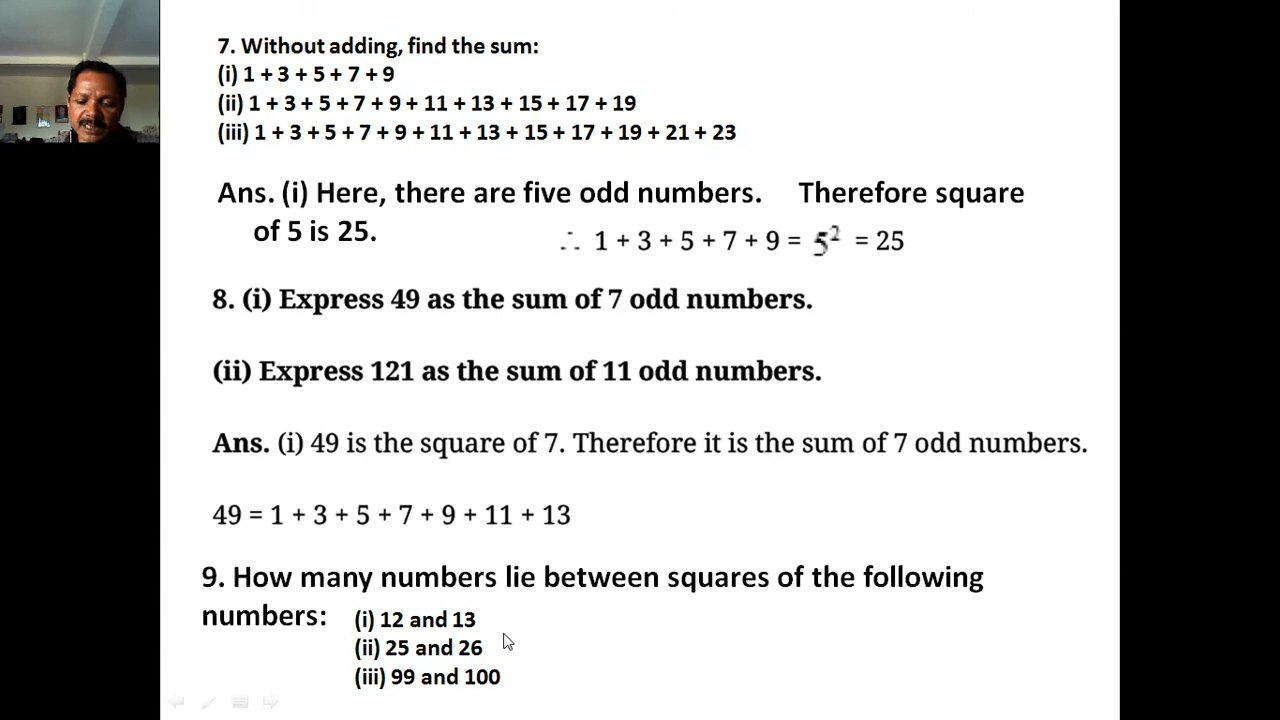 7. Without adding, find the sum:
(i) 1 + 3 + 5 + 7 + 9
(ii) 1 + 3 + 5 + 7 + 9 + 11 + 13 + 15 + 17 + 19
(iii) 1 + 3 + 5 + 7 + 9 + 11 + 13 + 15 + 17 + 19 + 21 + 23
Ans. (i) Here, there are five odd numbers. Therefore square
of 5 is 25.
∴ 1 + 3 + 5 + 7 + 9 = 5² = 25
8. (i) Express 49 as the sum of 7 odd numbers.
(ii) Express 121 as the sum of 11 odd numbers.
Ans. (i) 49 is the square of 7. Therefore it is the sum of 7 odd numbers.
49 = 1 + 3 + 5 + 7 + 9 + 11 + 13
9. How many numbers lie between squares of the following
numbers:
(i) 12 and 13
(ii) 25 and 26
(iii) 99 and 100